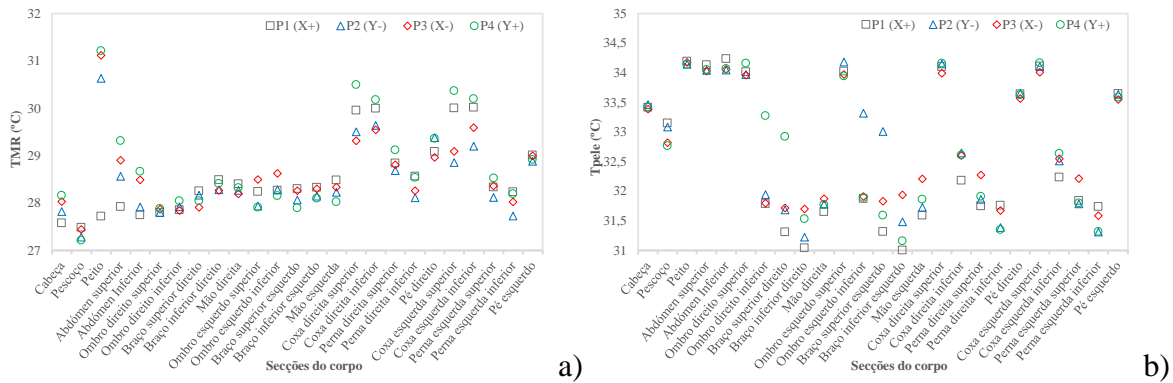 P1 (X+) P2 (Y-) P3 (X-) P4 (Y+)
TMR (ºC)
32
31
30
29
28
27
Cabeça
Pescoço
Peito
Abdómen superior
Abdómen Inferior
Ombro direito superior
Ombro direito inferior
Braço superior direito
Braço inferior direito
Mão direita
Ombro esquerdo superior
Ombro esquerdo inferior
Braço superior esquerdo
Braço inferior esquerdo
Mão esquerda
Coxa direita superior
Coxa direita inferior
Perna direita superior
Perna direita inferior
Pé direito
Coxa esquerda superior
Coxa esquerda inferior
Perna esquerda superior
Perna esquerda inferior
Pé esquerdo
Secções do corpo
a)
P1 (X+) P2 (Y-) P3 (X-) P4 (Y+)
Tpele (ºC)
35
34,5
34
33,5
33
32,5
32
31,5
31
Cabeça
Pescoço
Peito
Abdómen superior
Abdómen Inferior
Ombro direito superior
Ombro direito inferior
Braço superior direito
Braço inferior direito
Mão direita
Ombro esquerdo superior
Ombro esquerdo inferior
Braço superior esquerdo
Braço inferior esquerdo
Mão esquerda
Coxa direita superior
Coxa direita inferior
Perna direita superior
Perna direita inferior
Pé direito
Coxa esquerda superior
Coxa esquerda inferior
Perna esquerda superior
Perna esquerda inferior
Pé esquerdo
Secções do corpo
b)